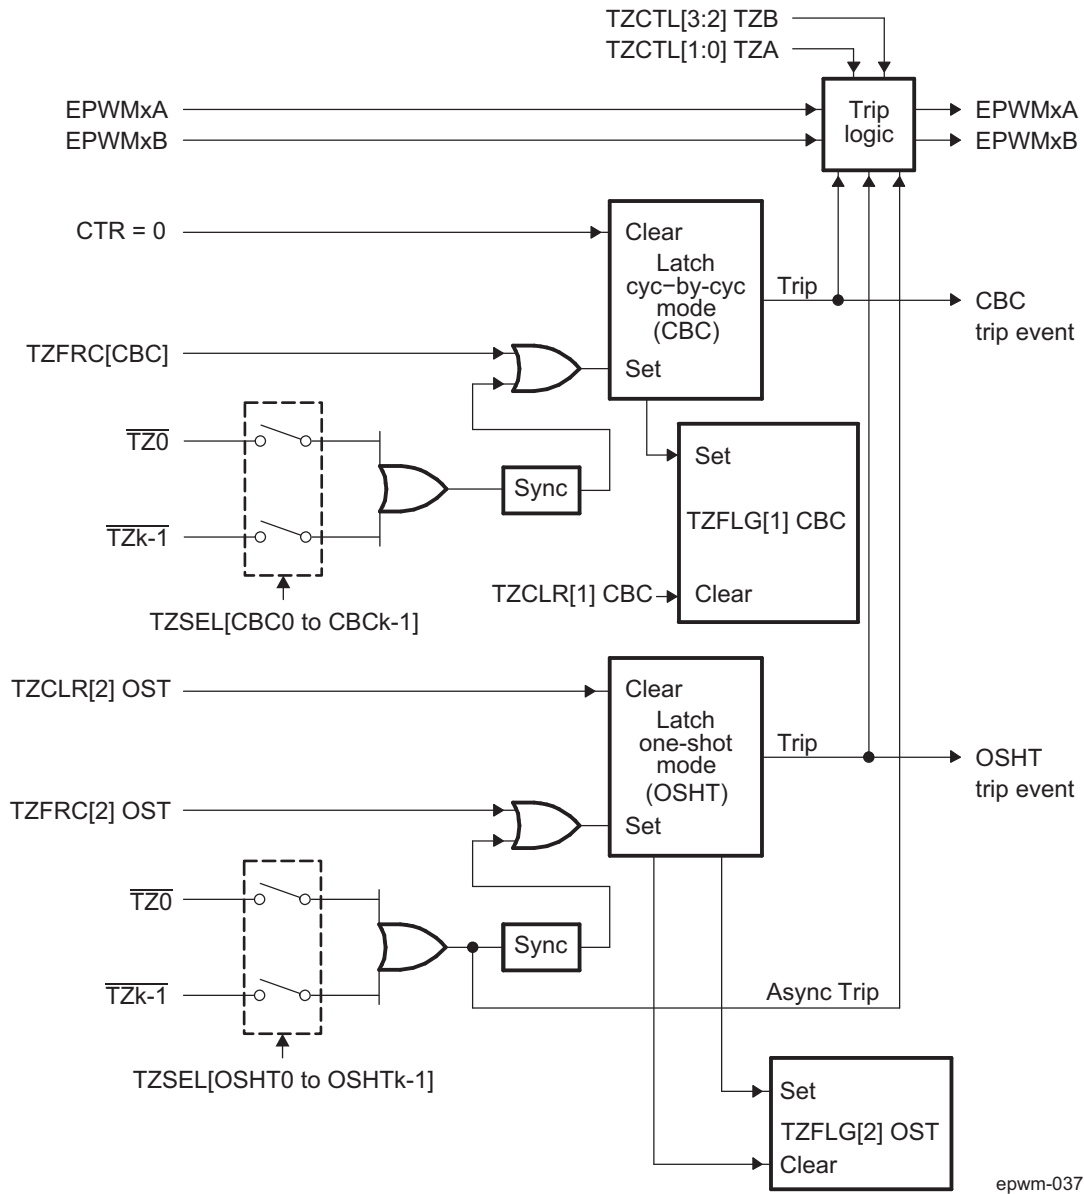 TZCTL[3:2] TZB
TZCTL[1:0] TZA
EPWMxA
EPWMxB
Trip
logic
EPWMxA
EPWMxB
CTR = 0
Clear
Latch
cyc−by-cyc
mode
(CBC)
Set
Trip
CBC
trip event
TZFRC[CBC]
TZ0
TZk-1
Sync
Set
TZFLG[1] CBC
Clear
TZCLR[1] CBC
TZSEL[CBC0 to CBCk-1]
TZCLR[2] OST
Clear
Latch
one-shot
mode
(OSHT)
Set
Trip
OSHT
trip event
TZFRC[2] OST
TZ0
TZk-1
Sync
Async Trip
TZSEL[OSHT0 to OSHTk-1]
Set
TZFLG[2] OST
Clear
epwm-037